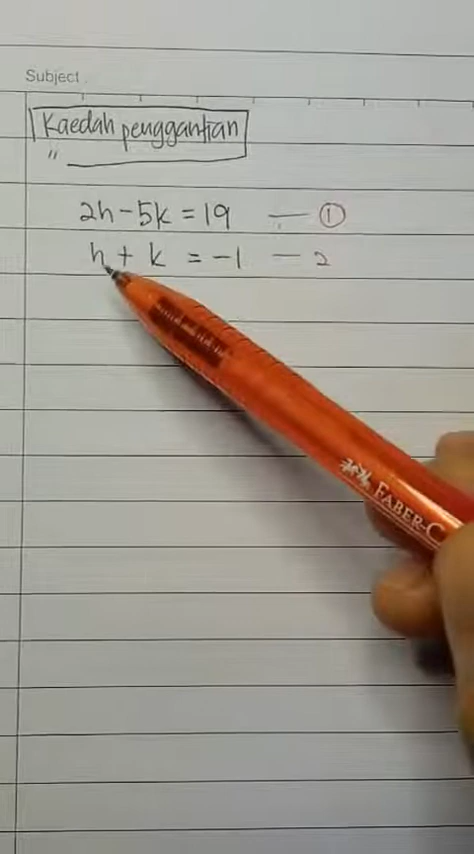 Subject
Kaedah penggantian
"
2h - 5k = 19 — ①
h + k = -1 — 2
FABER-C